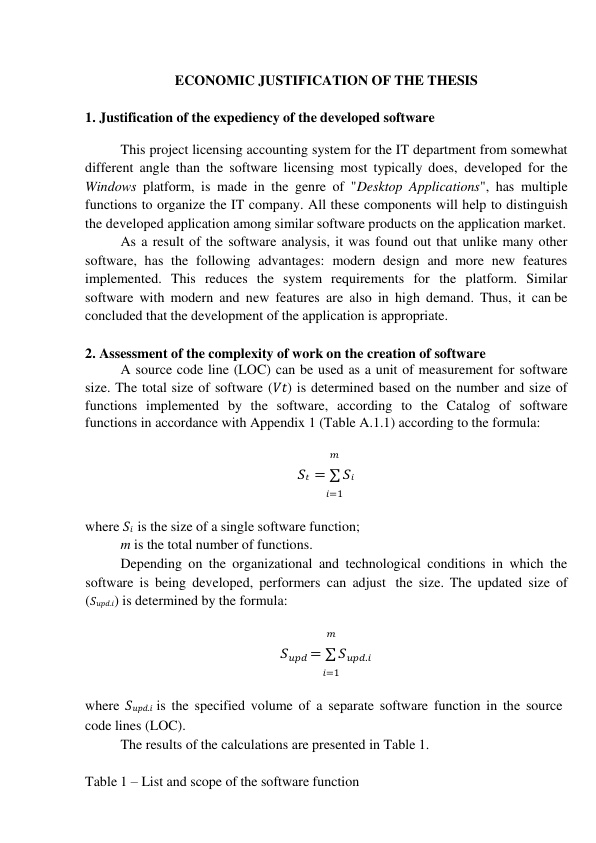 ECONOMIC JUSTIFICATION OF THE THESIS
1. Justification of the expediency of the developed software
This project licensing accounting system for the IT department from somewhat
different angle than the software licensing most typically does, developed for the
Windows platform, is made in the genre of "Desktop Applications", has multiple
functions to organize the IT company. All these components will help to distinguish
the developed application among similar software products on the application market.
As a result of the software analysis, it was found out that unlike many other
software, has the following advantages: modern design and more new features
implemented. This reduces the system requirements for the platform. Similar
software with modern and new features are also in high demand. Thus, it can be
concluded that the development of the application is appropriate.
2. Assessment of the complexity of work on the creation of software
A source code line (LOC) can be used as a unit of measurement for software
size. The total size of software (Vt) is determined based on the number and size of
functions implemented by the software, according to the Catalog of software
functions in accordance with Appendix 1 (Table A.1.1) according to the formula:
m
St = ∑ Si
i=1
where Si is the size of a single software function;
m is the total number of functions.
Depending on the organizational and technological conditions in which the
software is being developed, performers can adjust the size. The updated size of
(Supd.i) is determined by the formula:
m
Supd = ∑ Supd.i
i=1
where Supd.i is the specified volume of a separate software function in the source
code lines (LOC).
The results of the calculations are presented in Table 1.
Table 1 – List and scope of the software function